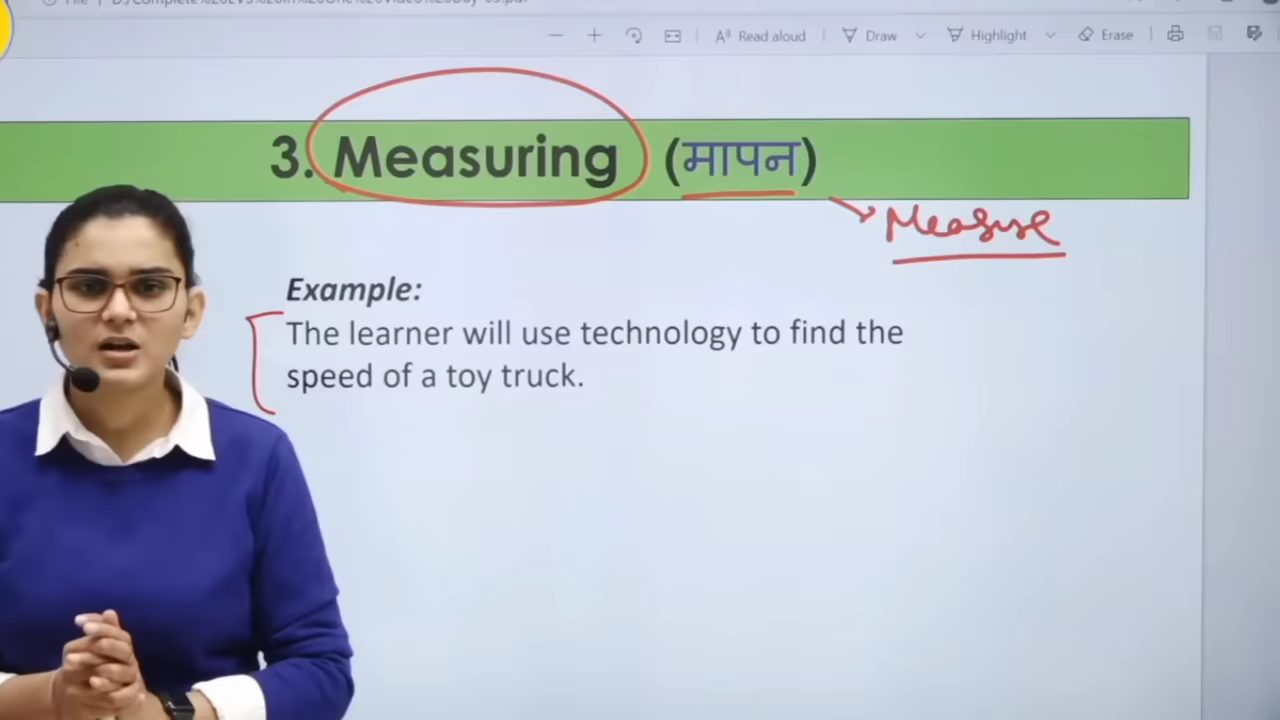 Read aloud
Draw
Highlight
Erase
3. Measuring (मापन)
Measure
Example:
The learner will use technology to find the
speed of a toy truck.